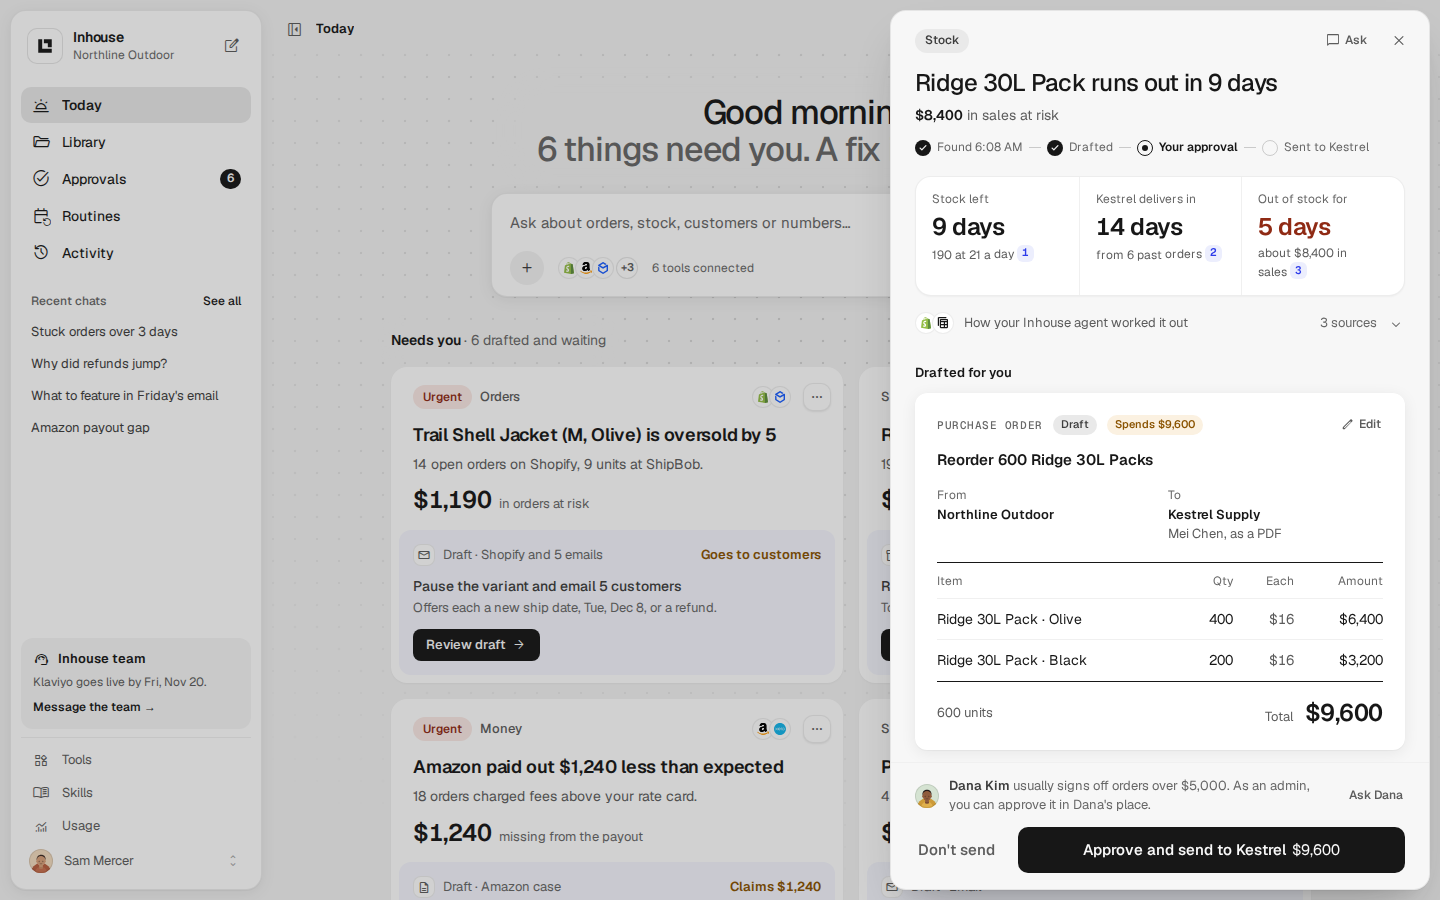 Inhouse
Northline Outdoor
Today
Library
Approvals 6
Routines
Activity
Recent chats See all
Stuck orders over 3 days
Why did refunds jump?
What to feature in Friday's email
Amazon payout gap
Inhouse team
Klaviyo goes live by Fri, Nov 20.
Message the team →
Tools
Skills
Usage
Sam Mercer
Today
Good mornin
6 things need you. A fix
Ask about orders, stock, customers or numbers...
+3 6 tools connected
Needs you · 6 drafted and waiting
Urgent Orders
Trail Shell Jacket (M, Olive) is oversold by 5
14 open orders on Shopify, 9 units at ShipBob.
$1,190 in orders at risk
Draft · Shopify and 5 emails Goes to customers
Pause the variant and email 5 customers
Offers each a new ship date, Tue, Dec 8, or a refund.
Review draft →
Urgent Money
Amazon paid out $1,240 less than expected
18 orders charged fees above your rate card.
$1,240 missing from the payout
Draft · Amazon case Claims $1,240
Stock
Ask
Ridge 30L Pack runs out in 9 days
$8,400 in sales at risk
Found 6:08 AM — Drafted — Your approval — Sent to Kestrel
Stock left
9 days
190 at 21 a day 1
Kestrel delivers in
14 days
from 6 past orders 2
Out of stock for
5 days
about $8,400 in
sales 3
How your Inhouse agent worked it out 3 sources
Drafted for you
PURCHASE ORDER Draft Spends $9,600 Edit
Reorder 600 Ridge 30L Packs
From To
Northline Outdoor Kestrel Supply
Mei Chen, as a PDF
Item Qty Each Amount
Ridge 30L Pack · Olive 400 $16 $6,400
Ridge 30L Pack · Black 200 $16 $3,200
600 units Total $9,600
Dana Kim usually signs off orders over $5,000. As an admin,
you can approve it in Dana's place.
Ask Dana
Don't send
Approve and send to Kestrel $9,600